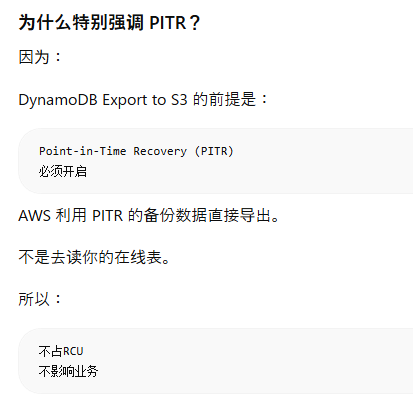 为什么特别强调 PITR？
因为：
DynamoDB Export to S3 的前提是：
Point-in-Time Recovery (PITR)
必须开启
AWS 利用 PITR 的备份数据直接导出。
不是去读你的在线表。
所以：
不占RCU
不影响业务